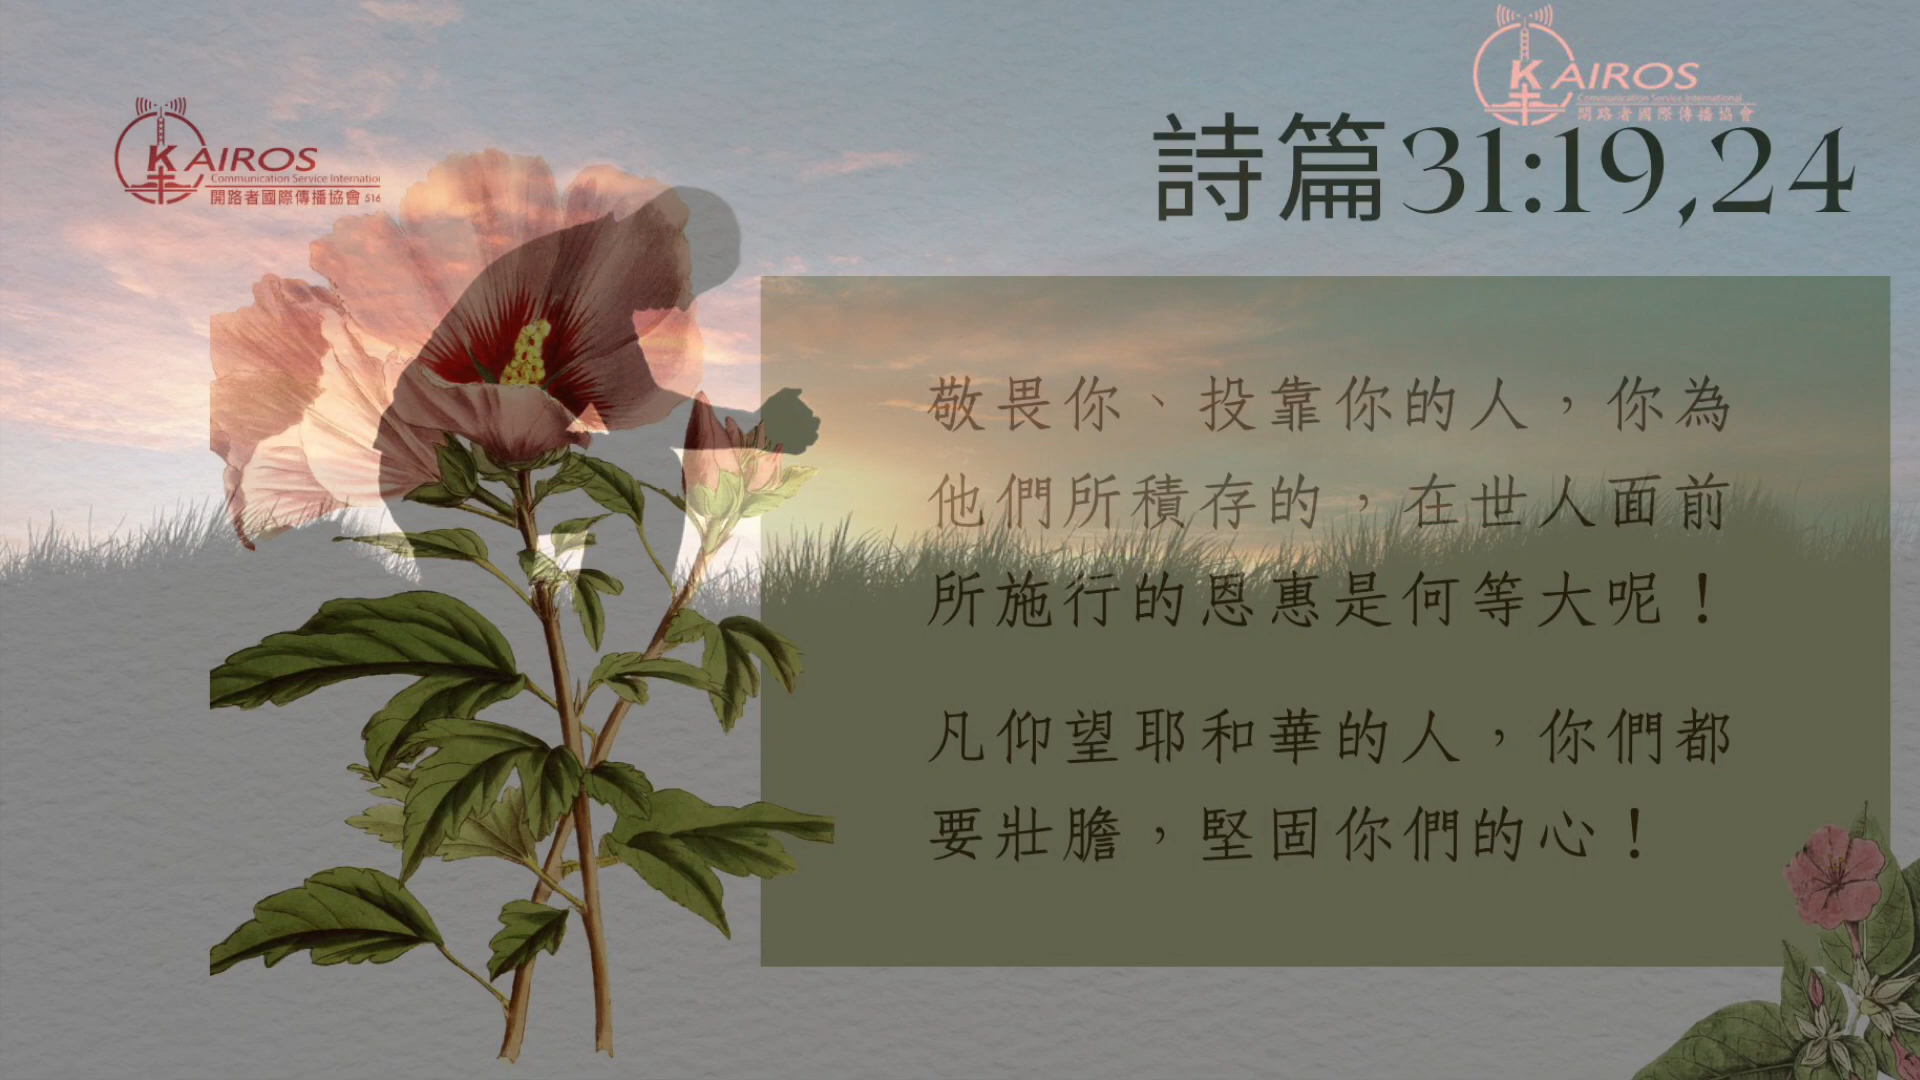 KAIROS
Communication Service International
開路者國際傳播協會
KAIROS
Communication Service Internatio
開路者國際傳播協會 516
詩篇31:19,24
敬畏你、投靠你的人，你為
他們所積存的，在世人面前
所施行的恩惠是何等大呢！
凡仰望耶和華的人，你們都
要壯膽，堅固你們的心！